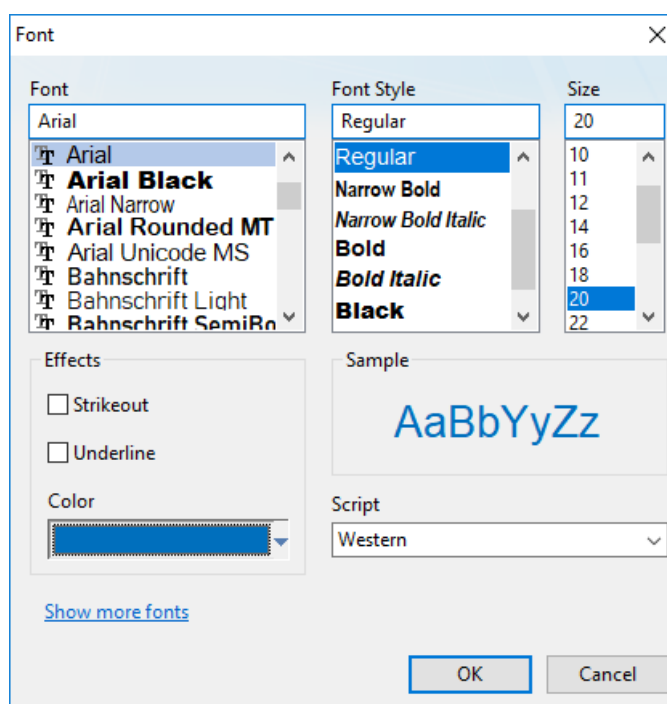 Font
Font
Font Style
Size
Arial
Regular
20
Arial
Arial Black
Arial Narrow
Arial Rounded MT
Arial Unicode MS
Bahnschrift
Bahnschrift Light
Bahnschrift SemiBo
Regular
Narrow Bold
Narrow Bold Italic
Bold
Bold Italic
Black
10
11
12
14
16
18
20
22
Effects
Strikeout
Underline
Color
Sample
AaBbYyZz
Script
Western
Show more fonts
OK
Cancel